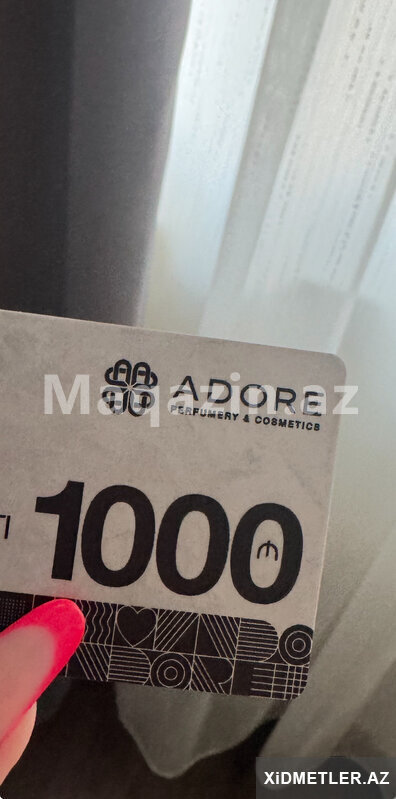 ADORE
PERFUMERY & COSMETICS
Maqazin.az
1000 ₼
XiDMETLER.AZ